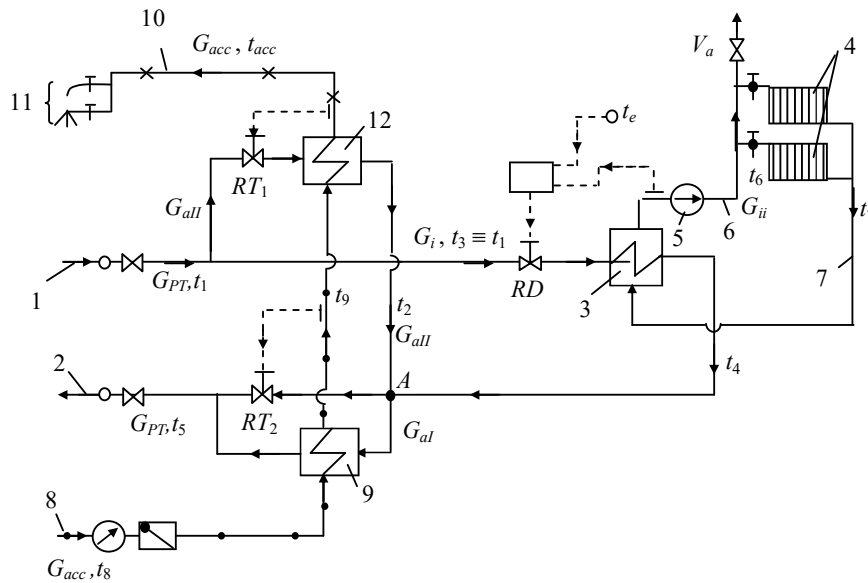 10
G_acc, t_acc
V_a
4
11
12
t_e
RT_1
t_6
G_aII
G_ii
t
5
6
G_i, t_3 ≡ t_1
1
G_PT, t_1
3
7
RD
t_9
t_2
G_aII
2
A
t_4
G_PT, t_5
RT_2
G_aI
9
8
G_acc, t_8